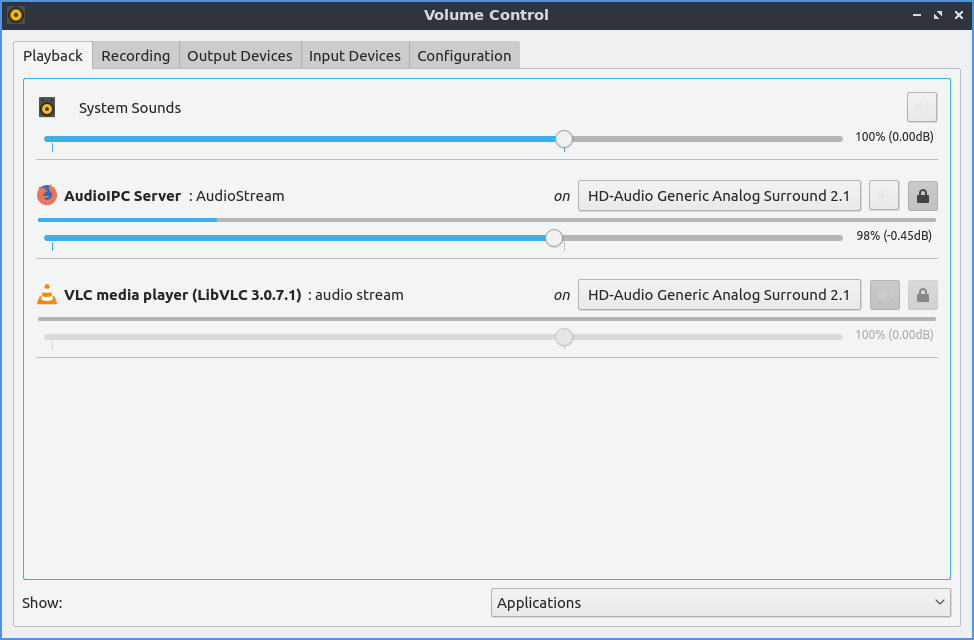 Volume Control
Playback Recording Output Devices Input Devices Configuration
System Sounds
100% (0.00dB)
AudioIPC Server : AudioStream on HD-Audio Generic Analog Surround 2.1
98% (-0.45dB)
VLC media player (LibVLC 3.0.7.1) : audio stream on HD-Audio Generic Analog Surround 2.1
100% (0.00dB)
Show: Applications